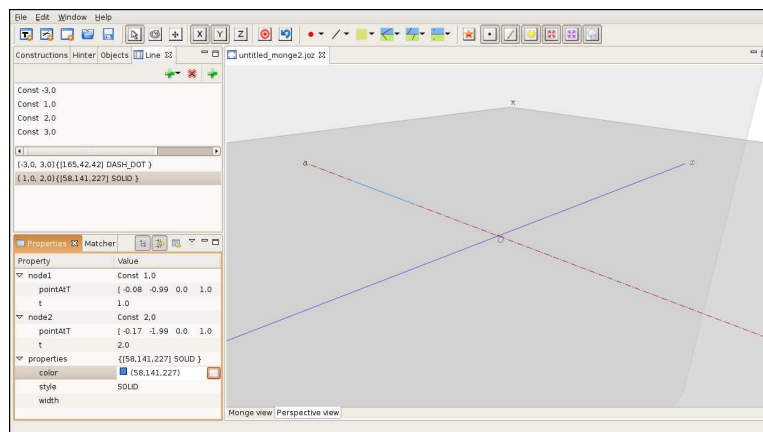 File Edit Window Help
X Y Z
Constructions Hinter Objects Line
untitled_monge2.joz
Const -3,0
Const 1,0
Const 2,0
Const 3,0
(-3,0, 3,0){[165,42,42] DASH_DOT }
( 1,0, 2,0){[58,141,227] SOLID }
Properties Matcher
Property Value
node1 Const 1,0
pointAtT [ -0.08 -0.99 0.0 1.0
t 1.0
node2 Const 2,0
pointAtT [ -0.17 -1.99 0.0 1.0
t 2.0
properties {[58,141,227] SOLID }
color (58,141,227)
style SOLID
width
π
a
x
O
Monge view Perspective view